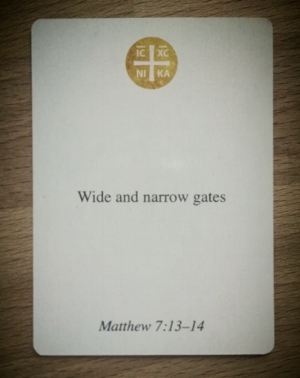 IC XC
NI KA
Wide and narrow gates
Matthew 7:13–14